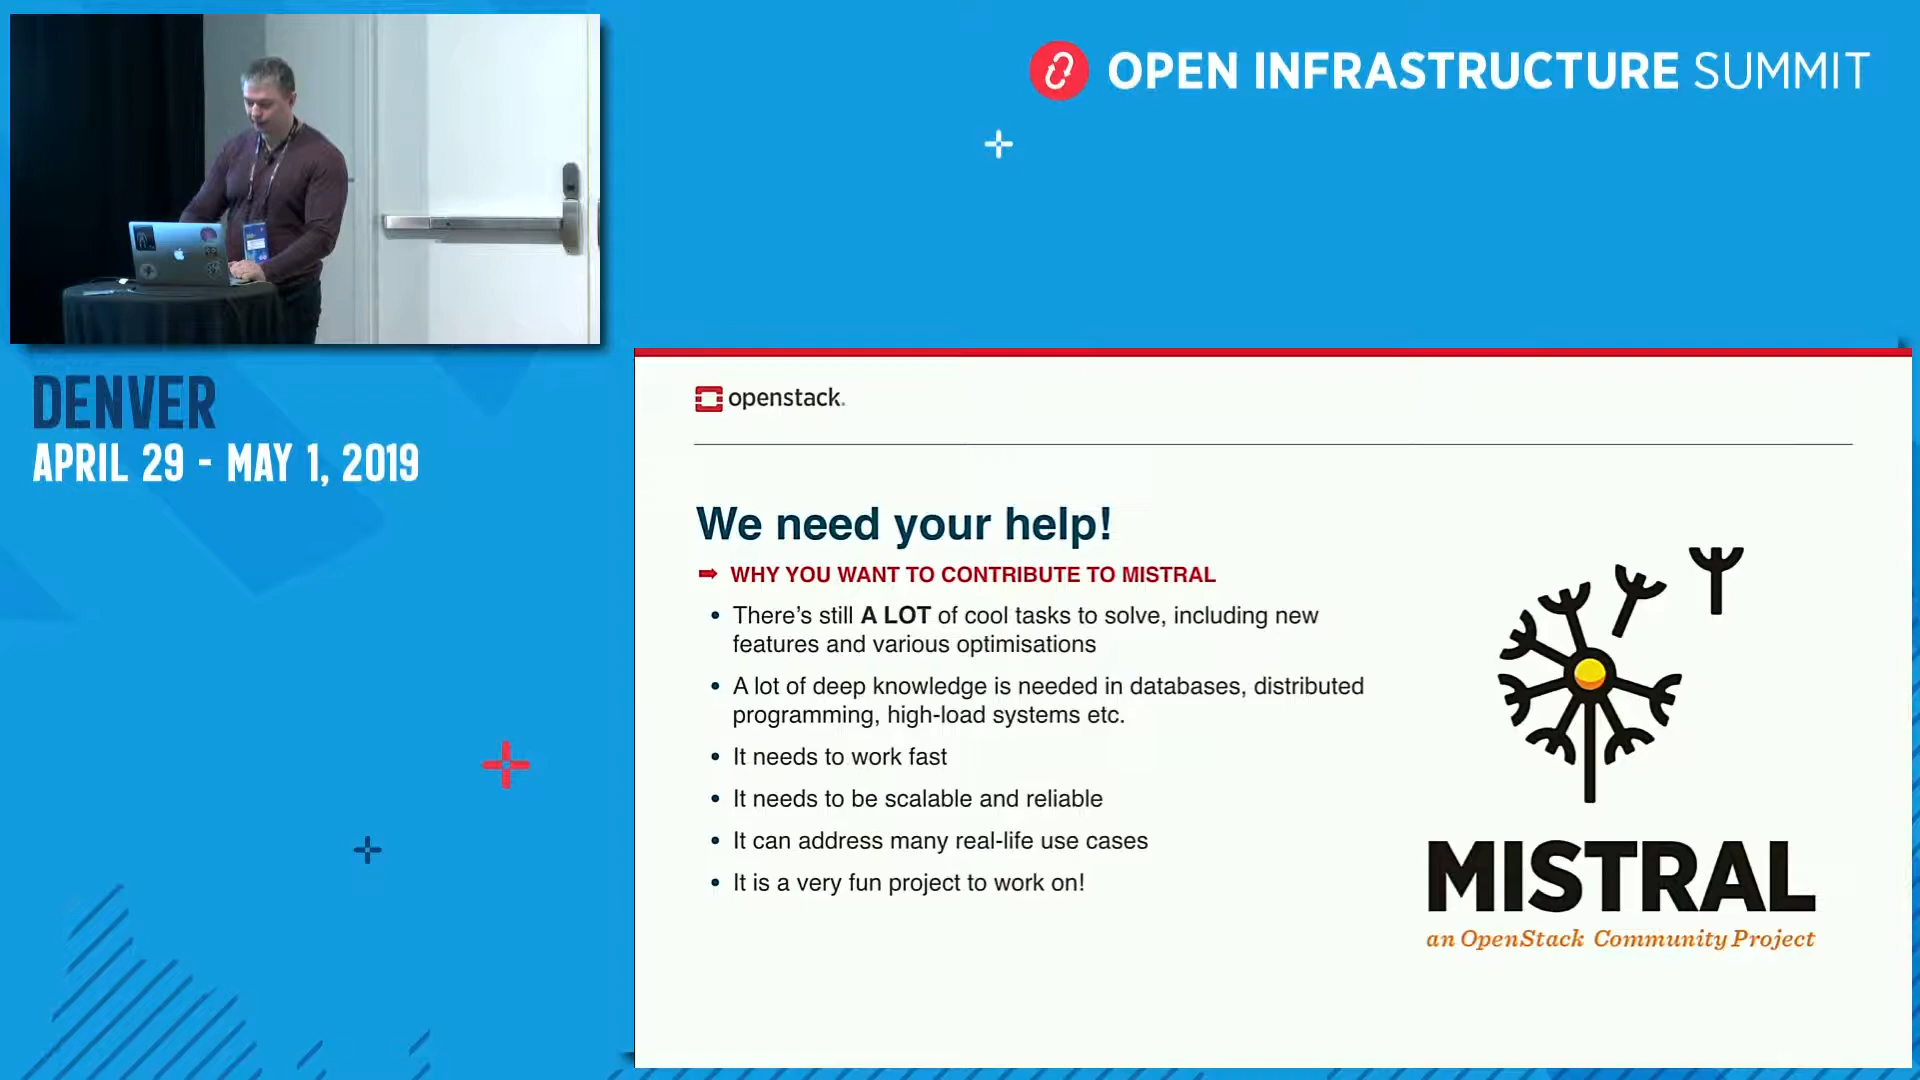 OPEN INFRASTRUCTURE SUMMIT
DENVER
APRIL 29 - MAY 1, 2019
openstack.
We need your help!
WHY YOU WANT TO CONTRIBUTE TO MISTRAL
There’s still A LOT of cool tasks to solve, including new
features and various optimisations
A lot of deep knowledge is needed in databases, distributed
programming, high-load systems etc.
It needs to work fast
It needs to be scalable and reliable
It can address many real-life use cases
It is a very fun project to work on!
MISTRAL
an OpenStack Community Project